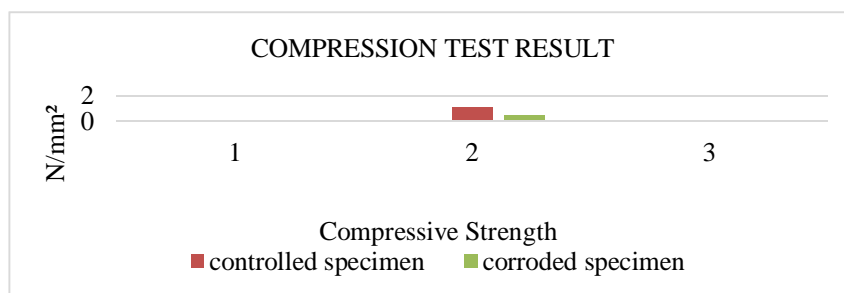 COMPRESSION TEST RESULT
N/mm²
2
0
1 2 3
Compressive Strength
controlled specimen corroded specimen